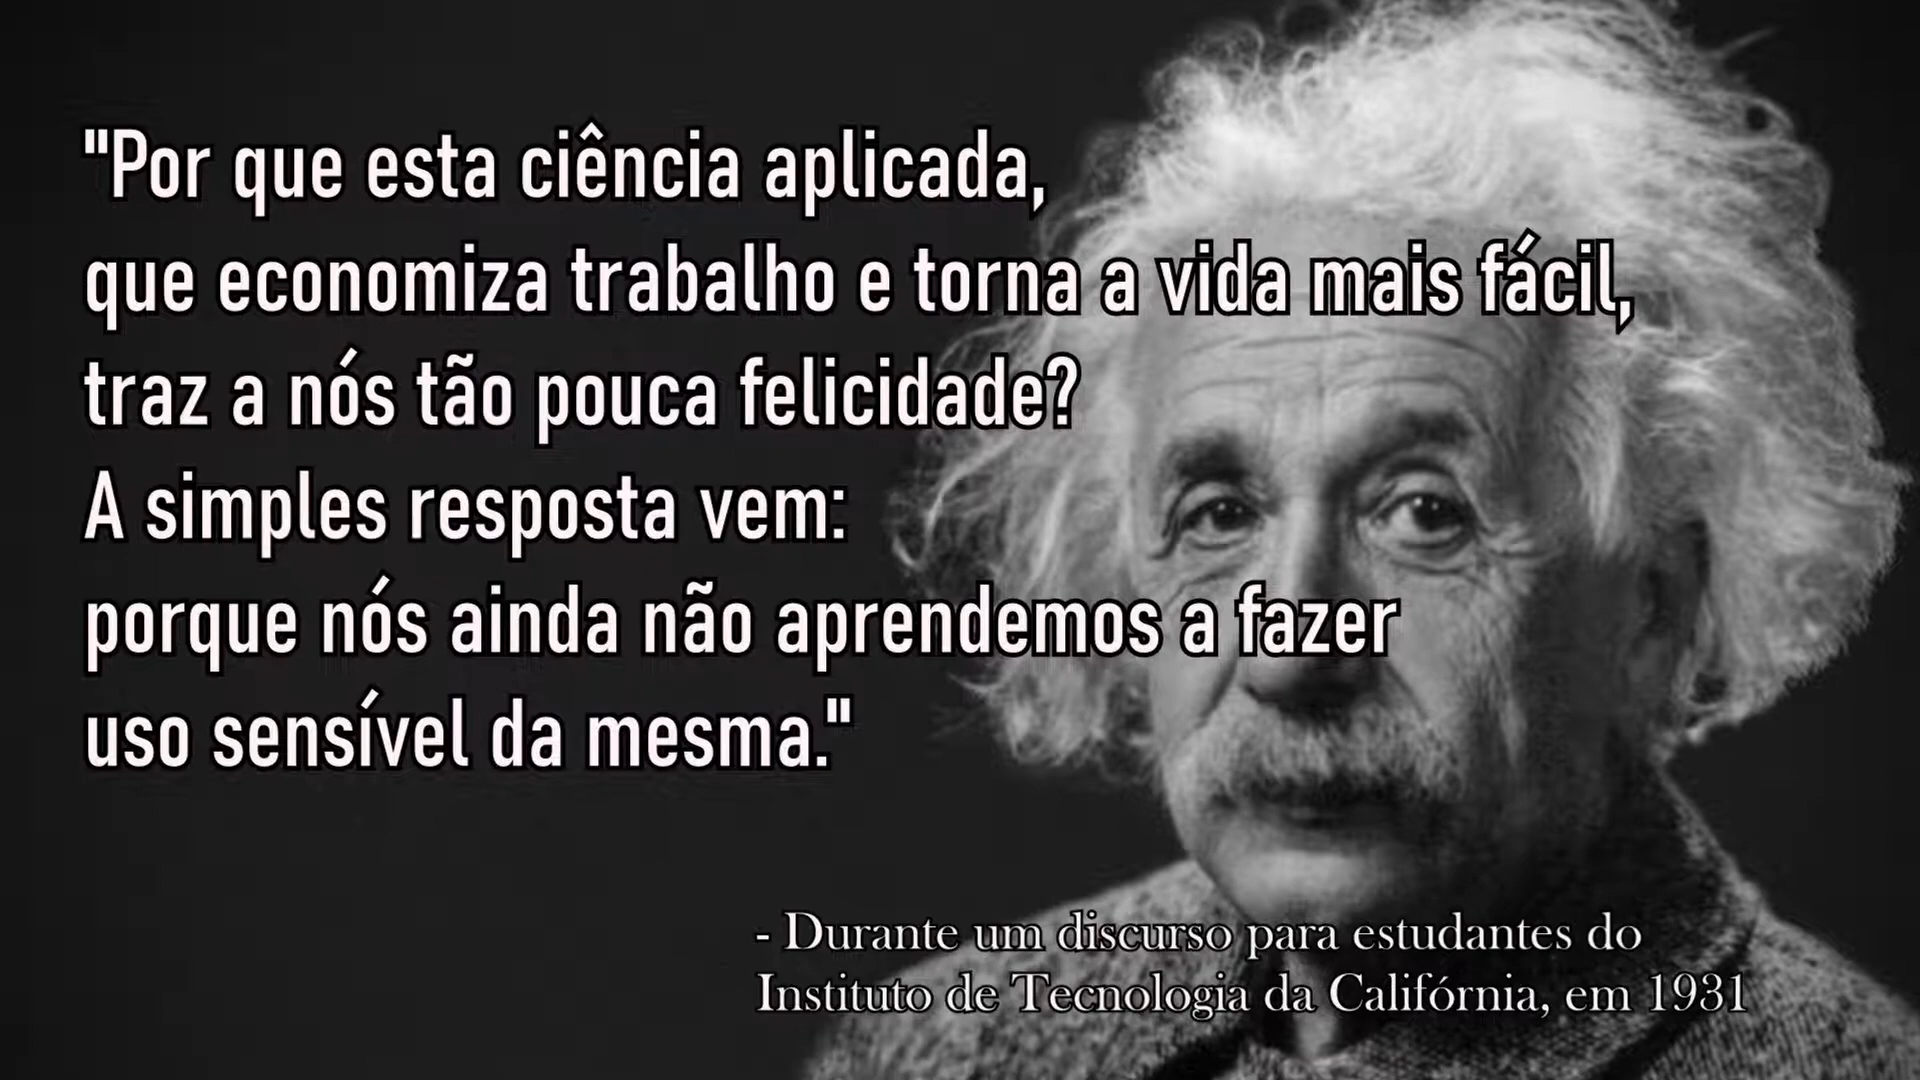 "Por que esta ciência aplicada,
que economiza trabalho e torna a vida mais fácil,
traz a nós tão pouca felicidade?
A simples resposta vem:
porque nós ainda não aprendemos a fazer
uso sensível da mesma."
- Durante um discurso para estudantes do
Instituto de Tecnologia da Califórnia, em 1931